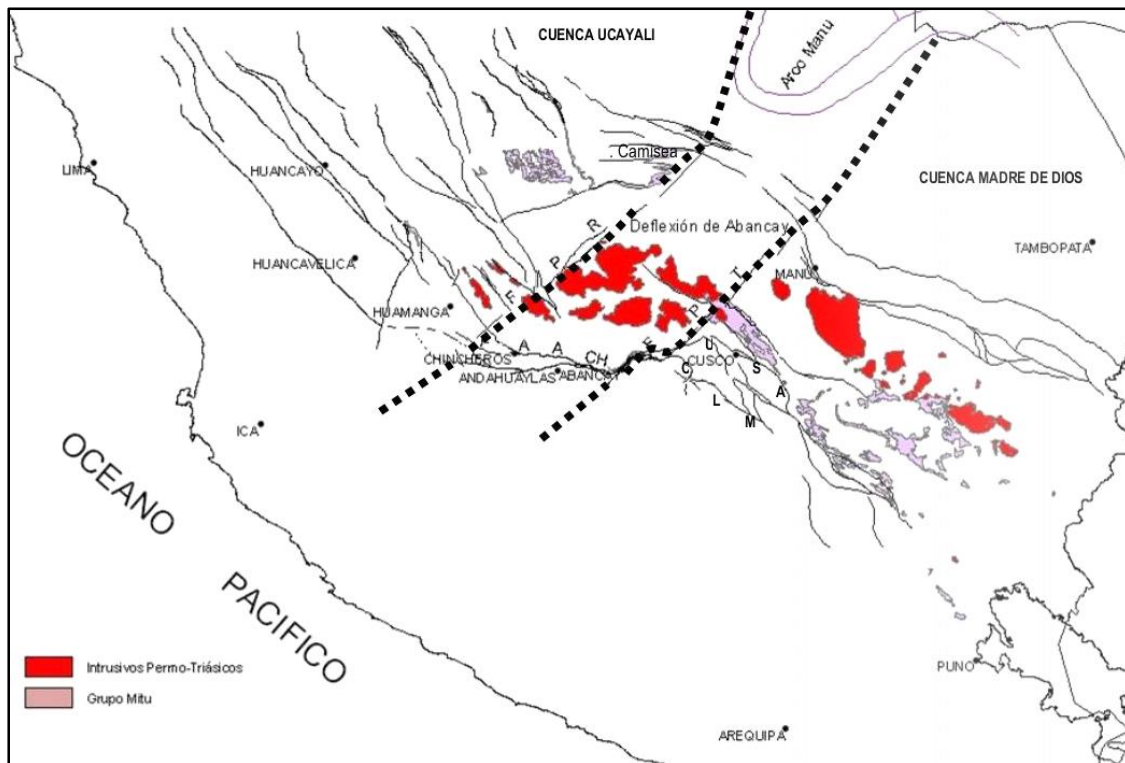 CUENCA UCAYALI
Arco Manu
LIMA
HUANCAYO
. Camisea
CUENCA MADRE DE DIOS
Deflexión de Abancay
TAMBOPATA
HUANCAVELICA
MANU
HUAMANGA
F P R
F P T
CHINCHEROS
A A CH
ANDAHUAYLAS
ABANCAY
CUSCO
U S A
C L M
ICA
OCEANO
PACIFICO
Intrusivos Permo-Triásicos
Grupo Mitu
PUNO
AREQUIPA